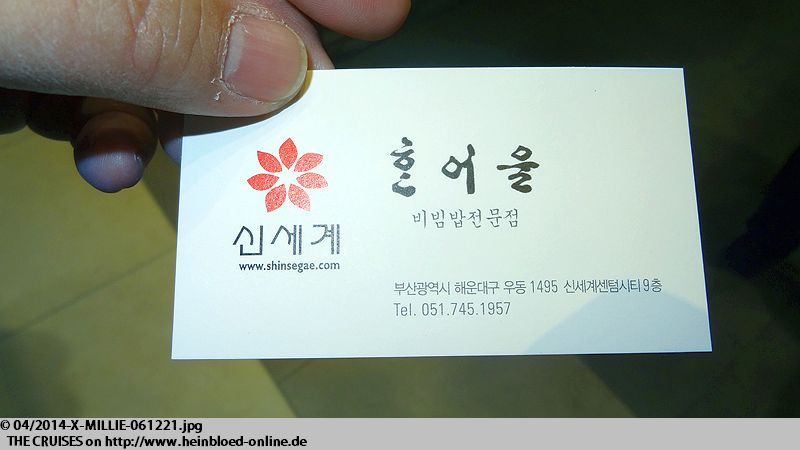 혼어울
비빔밥전문점
신세계
www.shinsegae.com
부산광역시 해운대구 우동 1495 신세계센텀시티 9층
Tel. 051.745.1957
© 04/2014-X-MILLIE-061221.jpg
THE CRUISES on http://www.heinbloed-online.de